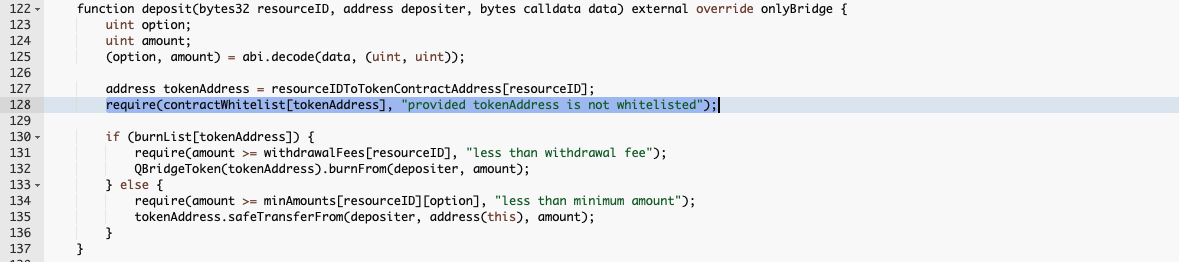 122 function deposit(bytes32 resourceID, address depositer, bytes calldata data) external override onlyBridge {
123 uint option;
124 uint amount;
125 (option, amount) = abi.decode(data, (uint, uint));
126
127 address tokenAddress = resourceIDToTokenContractAddress[resourceID];
128 require(contractWhitelist[tokenAddress], "provided tokenAddress is not whitelisted");
129
130 if (burnList[tokenAddress]) {
131 require(amount >= withdrawalFees[resourceID], "less than withdrawal fee");
132 QBridgeToken(tokenAddress).burnFrom(depositer, amount);
133 } else {
134 require(amount >= minAmounts[resourceID][option], "less than minimum amount");
135 tokenAddress.safeTransferFrom(depositer, address(this), amount);
136 }
137 }